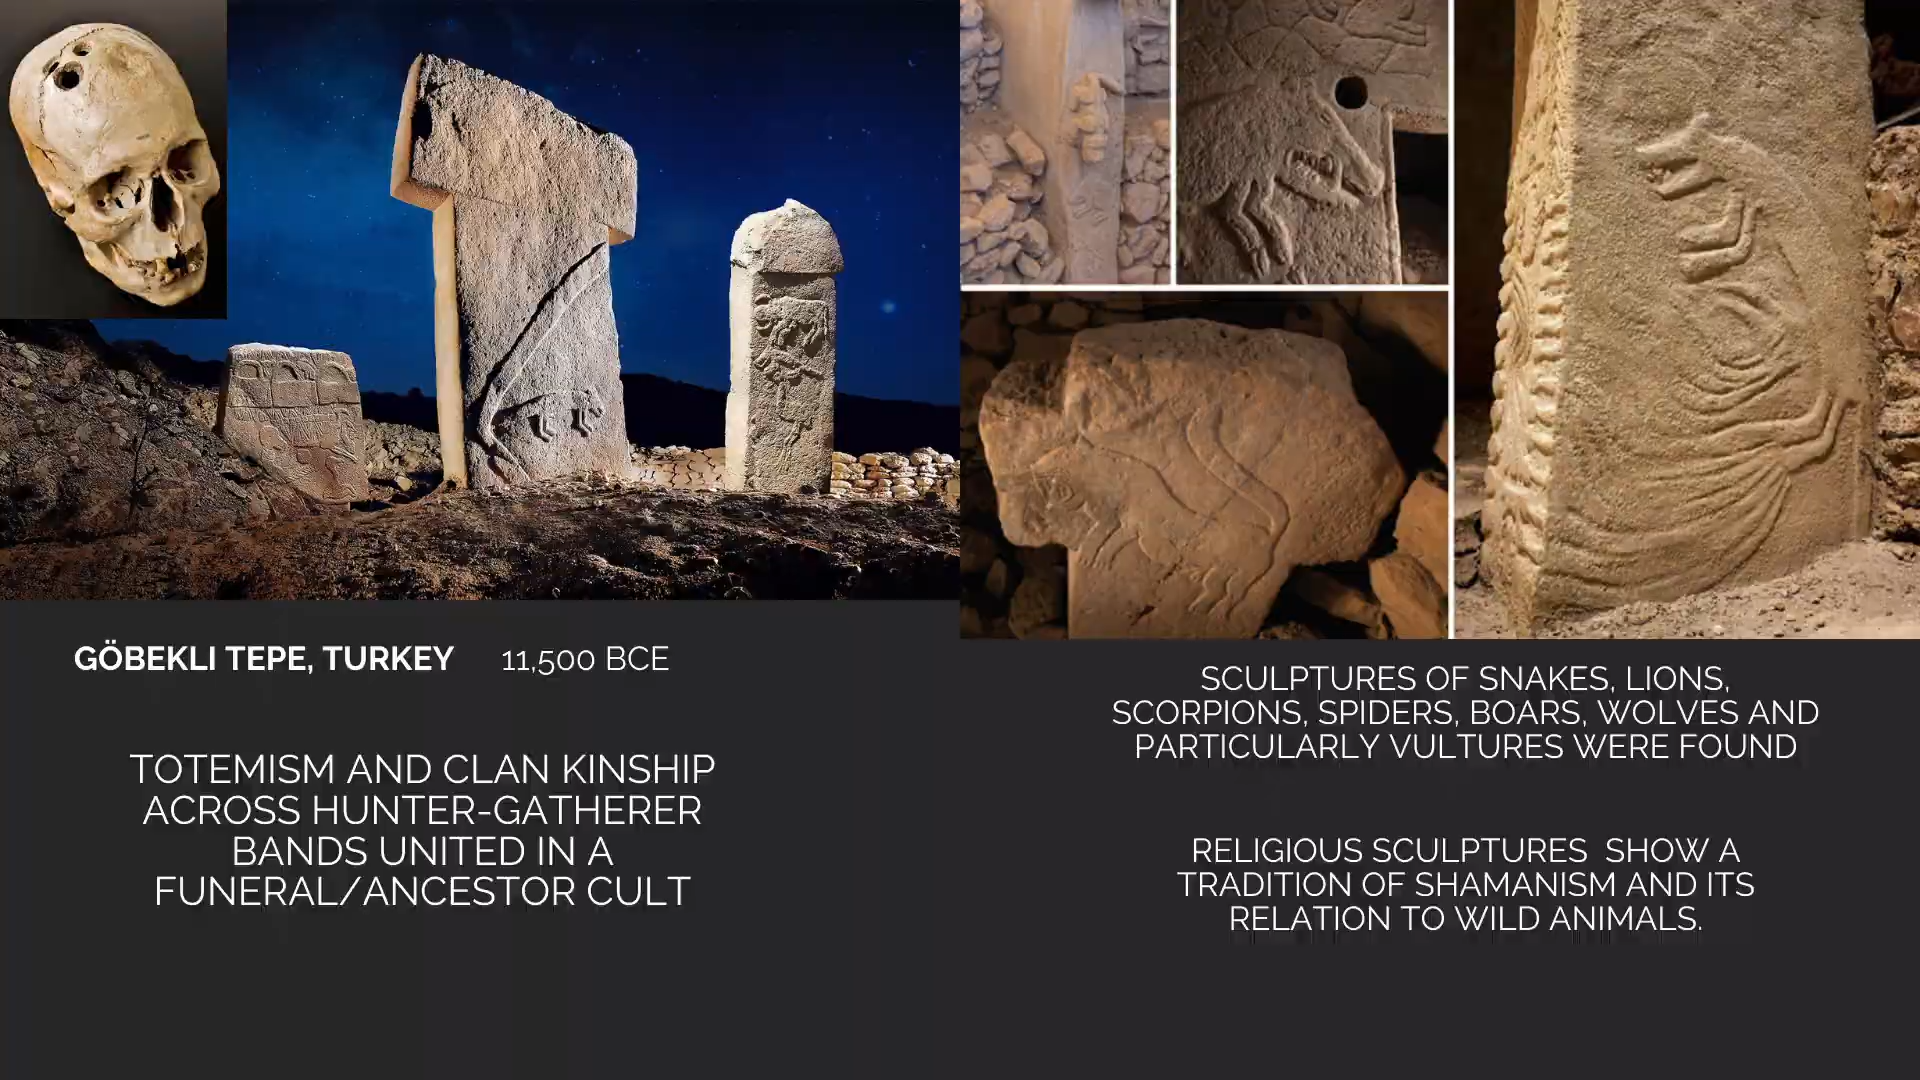 GÖBEKLI TEPE, TURKEY 11,500 BCE
TOTEMISM AND CLAN KINSHIP
ACROSS HUNTER-GATHERER
BANDS UNITED IN A
FUNERAL/ANCESTOR CULT
SCULPTURES OF SNAKES, LIONS,
SCORPIONS, SPIDERS, BOARS, WOLVES AND
PARTICULARLY VULTURES WERE FOUND
RELIGIOUS SCULPTURES SHOW A
TRADITION OF SHAMANISM AND ITS
RELATION TO WILD ANIMALS.